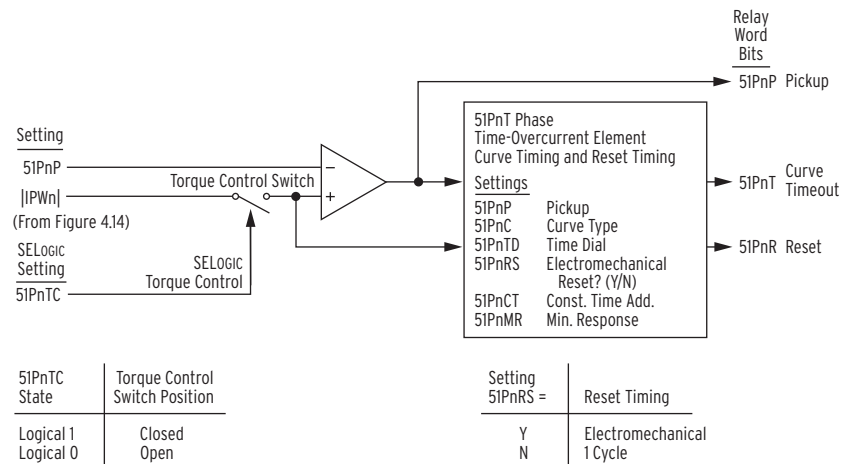 Relay
Word
Bits
51PnP Pickup
Setting
51PnP
|IPWn|
(From Figure 4.14)
SELOGIC
Setting
51PnTC
Torque Control Switch
SELOGIC
Torque Control
−
+
51PnT Phase
Time-Overcurrent Element
Curve Timing and Reset Timing
Settings
51PnP Pickup
51PnC Curve Type
51PnTD Time Dial
51PnRS Electromechanical
Reset? (Y/N)
51PnCT Const. Time Add.
51PnMR Min. Response
51PnT Curve
Timeout
51PnR Reset
51PnTC Torque Control
State Switch Position
Logical 1 Closed
Logical 0 Open
Setting
51PnRS = Reset Timing
Y Electromechanical
N 1 Cycle